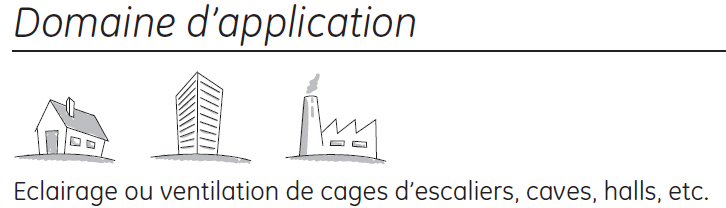 Domaine d'application
Eclairage ou ventilation de cages d'escaliers, caves, halls, etc.